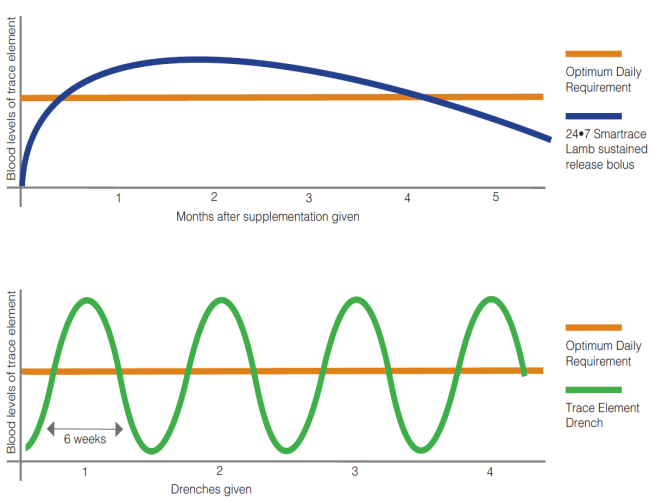 Blood levels of trace element
Optimum Daily
Requirement
24•7 Smartrace
Lamb sustained
release bolus
1 2 3 4 5
Months after supplementation given
Blood levels of trace element
Optimum Daily
Requirement
Trace Element
Drench
6 weeks
1 2 3 4
Drenches given